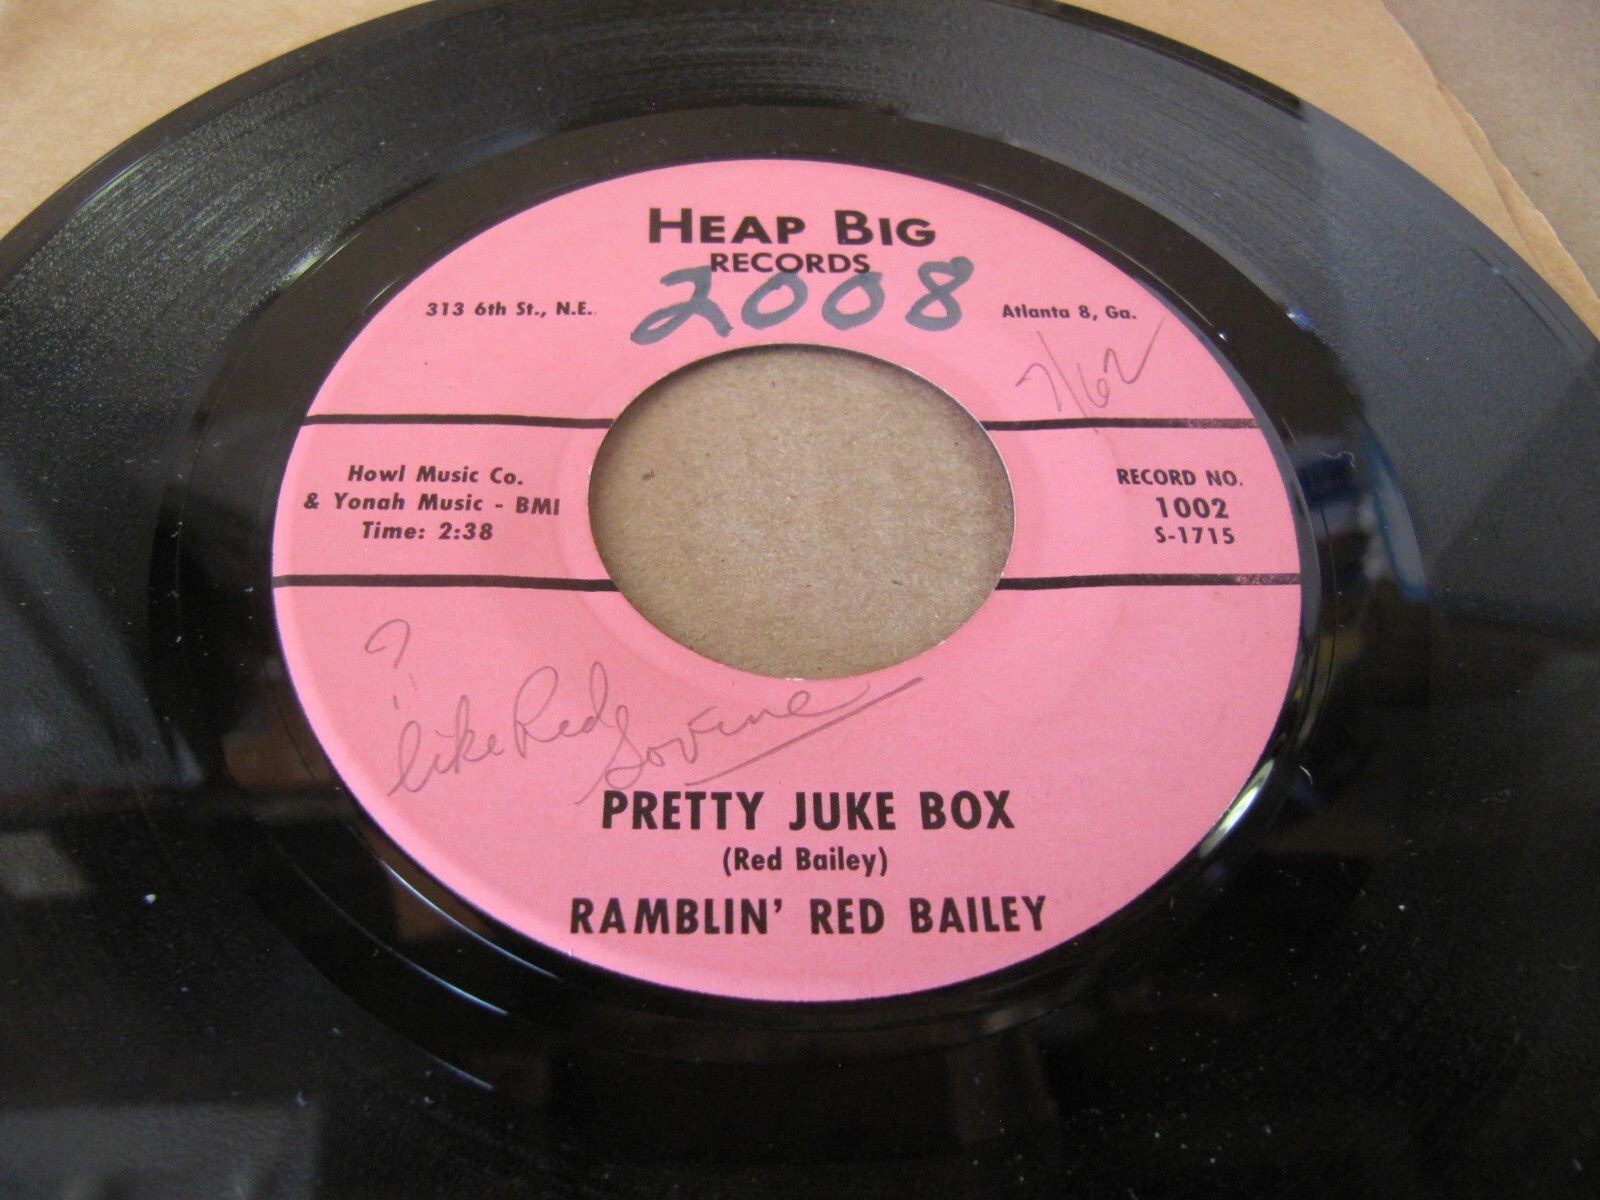 HEAP BIG
RECORDS
2008
313 6th St., N.E.
Atlanta 8, Ga.
7/62
Howl Music Co.
& Yonah Music - BMI
Time: 2:38
RECORD NO.
1002
S-1715
?
like Red
Sovine
PRETTY JUKE BOX
(Red Bailey)
RAMBLIN' RED BAILEY